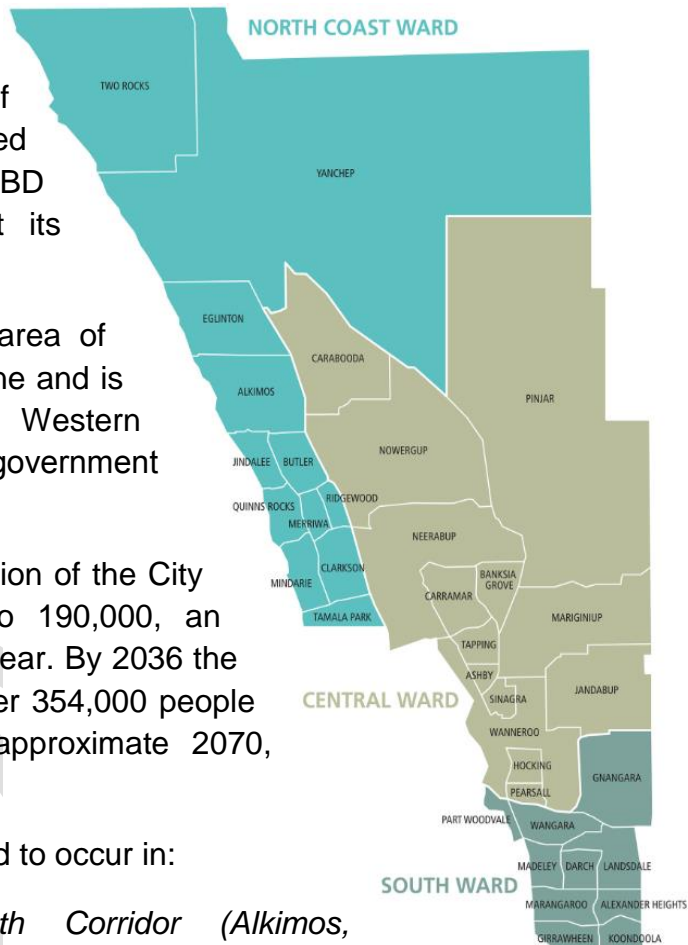 NORTH COAST WARD
TWO ROCKS
YANCHEP
EGLINTON
CARABOODA
ALKIMOS
PINJAR
NOWERGUP
JINDALEE
BUTLER
RIDGEWOOD
QUINNS ROCKS
MERRIWA
NEERABUP
CLARKSON
BANKSIA
GROVE
CARRAMAR
MINDARIE
TAMALA PARK
MARIGINIUP
TAPPING
ASHBY
JANDABUP
SINAGRA
CENTRAL WARD
WANNEROO
HOCKING
GNANGARA
PEARSALL
PART WOODVALE
WANGARA
MADELEY
DARCH
LANDSDALE
SOUTH WARD
MARANGAROO
ALEXANDER HEIGHTS
GIRRAWHEEN
KOONDOOLA
f
ed
BD
t its
area of
ne and is
Western
government
tion of the City
o 190,000, an
year. By 2036 the
er 354,000 people
approximate 2070,
d to occur in:
th Corridor (Alkimos,